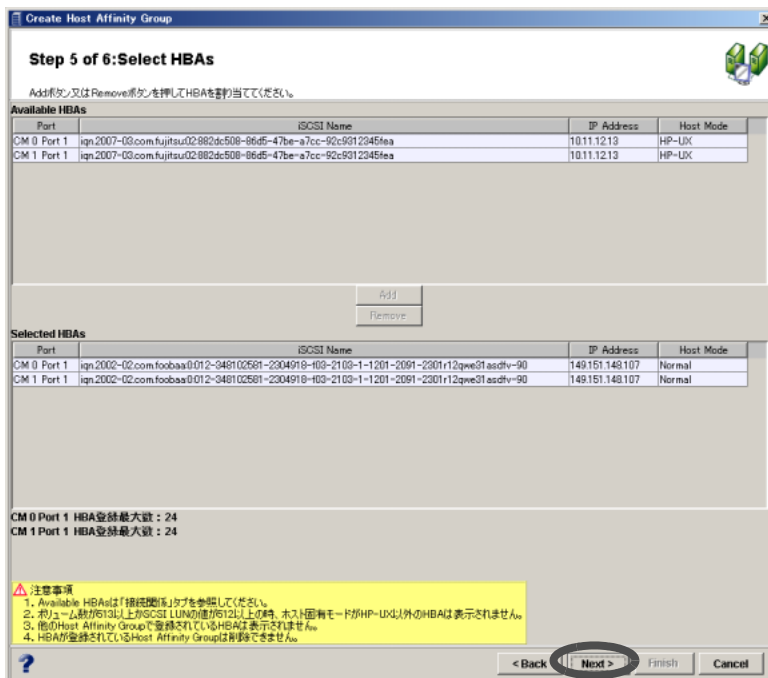 Create Host Affinity Group
Step 5 of 6:Select HBAs
Addボタン又はRemoveボタンを押してHBAを割り当ててください。
Available HBAs
Port iSCSI Name IP Address Host Mode
CM 0 Port 1 iqn.2007-03.com.fujitsu:02:882dc508-86d5-47be-a7cc-92c9312345fea 10.11.12.13 HP-UX
CM 1 Port 1 iqn.2007-03.com.fujitsu:02:882dc508-86d5-47be-a7cc-92c9312345fea 10.11.12.13 HP-UX
Add
Remove
Selected HBAs
Port iSCSI Name IP Address Host Mode
CM 0 Port 1 iqn.2002-02.com.foobaa:0:012-348102581-2304918-f03-2103-1-1201-2091-2301r12qwe31asdfv-90 149.151.148.107 Normal
CM 1 Port 1 iqn.2002-02.com.foobaa:0:012-348102581-2304918-f03-2103-1-1201-2091-2301r12qwe31asdfv-90 149.151.148.107 Normal
CM 0 Port 1 HBA登録最大数：24
CM 1 Port 1 HBA登録最大数：24
注意事項
1. Available HBAsは「接続関係」タブを参照してください。
2. ボリューム数が513以上かSCSI LUNの値が512以上の時、ホスト固有モードがHP-UX以外のHBAは表示されません。
3. 他のHost Affinity Groupで登録されているHBAは表示されません。
4. HBAが登録されているHost Affinity Groupは削除できません。
? < Back Next > Finish Cancel